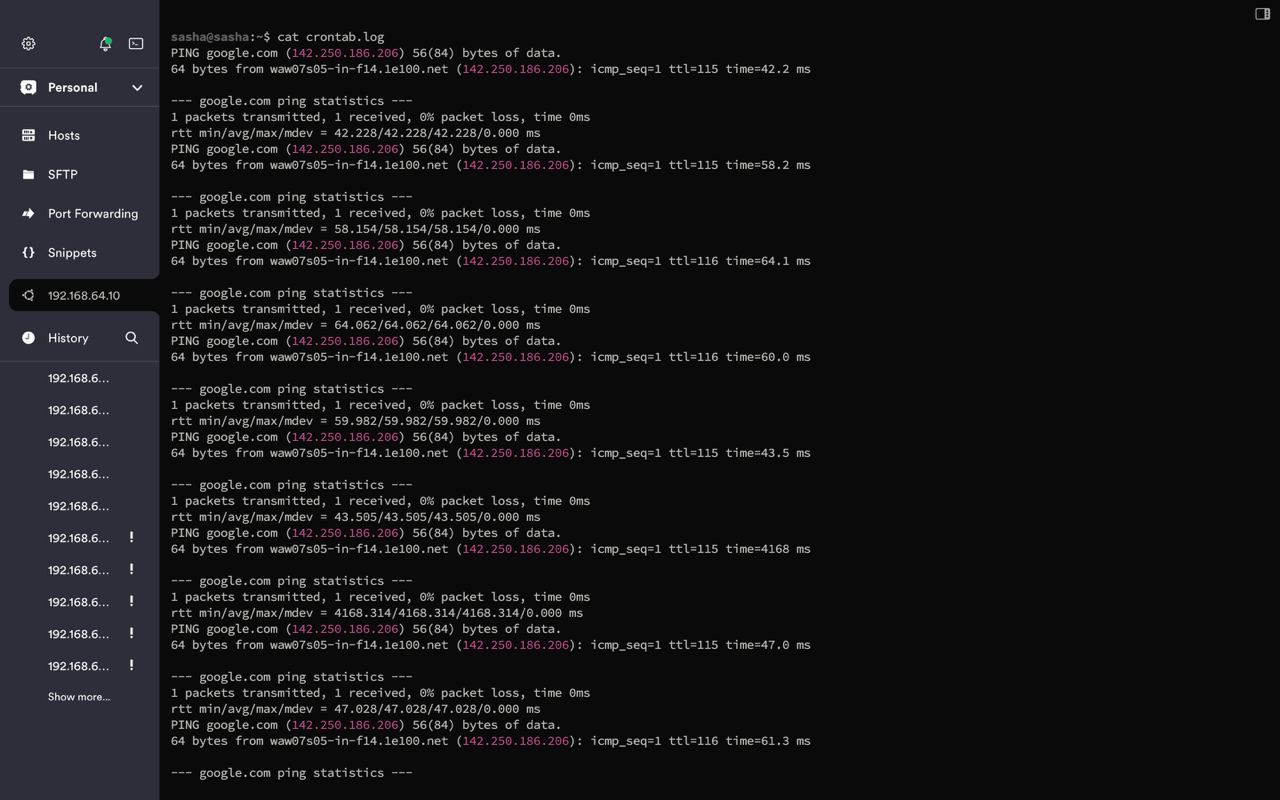 Personal
Hosts
SFTP
Port Forwarding
Snippets
192.168.64.10
History
192.168.6...
192.168.6...
192.168.6...
192.168.6...
192.168.6...
192.168.6... !
192.168.6... !
192.168.6... !
192.168.6... !
192.168.6... !
Show more...
sasha@sasha:~$ cat crontab.log
PING google.com (142.250.186.206) 56(84) bytes of data.
64 bytes from waw07s05-in-f14.1e100.net (142.250.186.206): icmp_seq=1 ttl=115 time=42.2 ms
--- google.com ping statistics ---
1 packets transmitted, 1 received, 0% packet loss, time 0ms
rtt min/avg/max/mdev = 42.228/42.228/42.228/0.000 ms
PING google.com (142.250.186.206) 56(84) bytes of data.
64 bytes from waw07s05-in-f14.1e100.net (142.250.186.206): icmp_seq=1 ttl=115 time=58.2 ms
--- google.com ping statistics ---
1 packets transmitted, 1 received, 0% packet loss, time 0ms
rtt min/avg/max/mdev = 58.154/58.154/58.154/0.000 ms
PING google.com (142.250.186.206) 56(84) bytes of data.
64 bytes from waw07s05-in-f14.1e100.net (142.250.186.206): icmp_seq=1 ttl=116 time=64.1 ms
--- google.com ping statistics ---
1 packets transmitted, 1 received, 0% packet loss, time 0ms
rtt min/avg/max/mdev = 64.062/64.062/64.062/0.000 ms
PING google.com (142.250.186.206) 56(84) bytes of data.
64 bytes from waw07s05-in-f14.1e100.net (142.250.186.206): icmp_seq=1 ttl=116 time=60.0 ms
--- google.com ping statistics ---
1 packets transmitted, 1 received, 0% packet loss, time 0ms
rtt min/avg/max/mdev = 59.982/59.982/59.982/0.000 ms
PING google.com (142.250.186.206) 56(84) bytes of data.
64 bytes from waw07s05-in-f14.1e100.net (142.250.186.206): icmp_seq=1 ttl=115 time=43.5 ms
--- google.com ping statistics ---
1 packets transmitted, 1 received, 0% packet loss, time 0ms
rtt min/avg/max/mdev = 43.505/43.505/43.505/0.000 ms
PING google.com (142.250.186.206) 56(84) bytes of data.
64 bytes from waw07s05-in-f14.1e100.net (142.250.186.206): icmp_seq=1 ttl=115 time=4168 ms
--- google.com ping statistics ---
1 packets transmitted, 1 received, 0% packet loss, time 0ms
rtt min/avg/max/mdev = 4168.314/4168.314/4168.314/0.000 ms
PING google.com (142.250.186.206) 56(84) bytes of data.
64 bytes from waw07s05-in-f14.1e100.net (142.250.186.206): icmp_seq=1 ttl=115 time=47.0 ms
--- google.com ping statistics ---
1 packets transmitted, 1 received, 0% packet loss, time 0ms
rtt min/avg/max/mdev = 47.028/47.028/47.028/0.000 ms
PING google.com (142.250.186.206) 56(84) bytes of data.
64 bytes from waw07s05-in-f14.1e100.net (142.250.186.206): icmp_seq=1 ttl=116 time=61.3 ms
--- google.com ping statistics ---